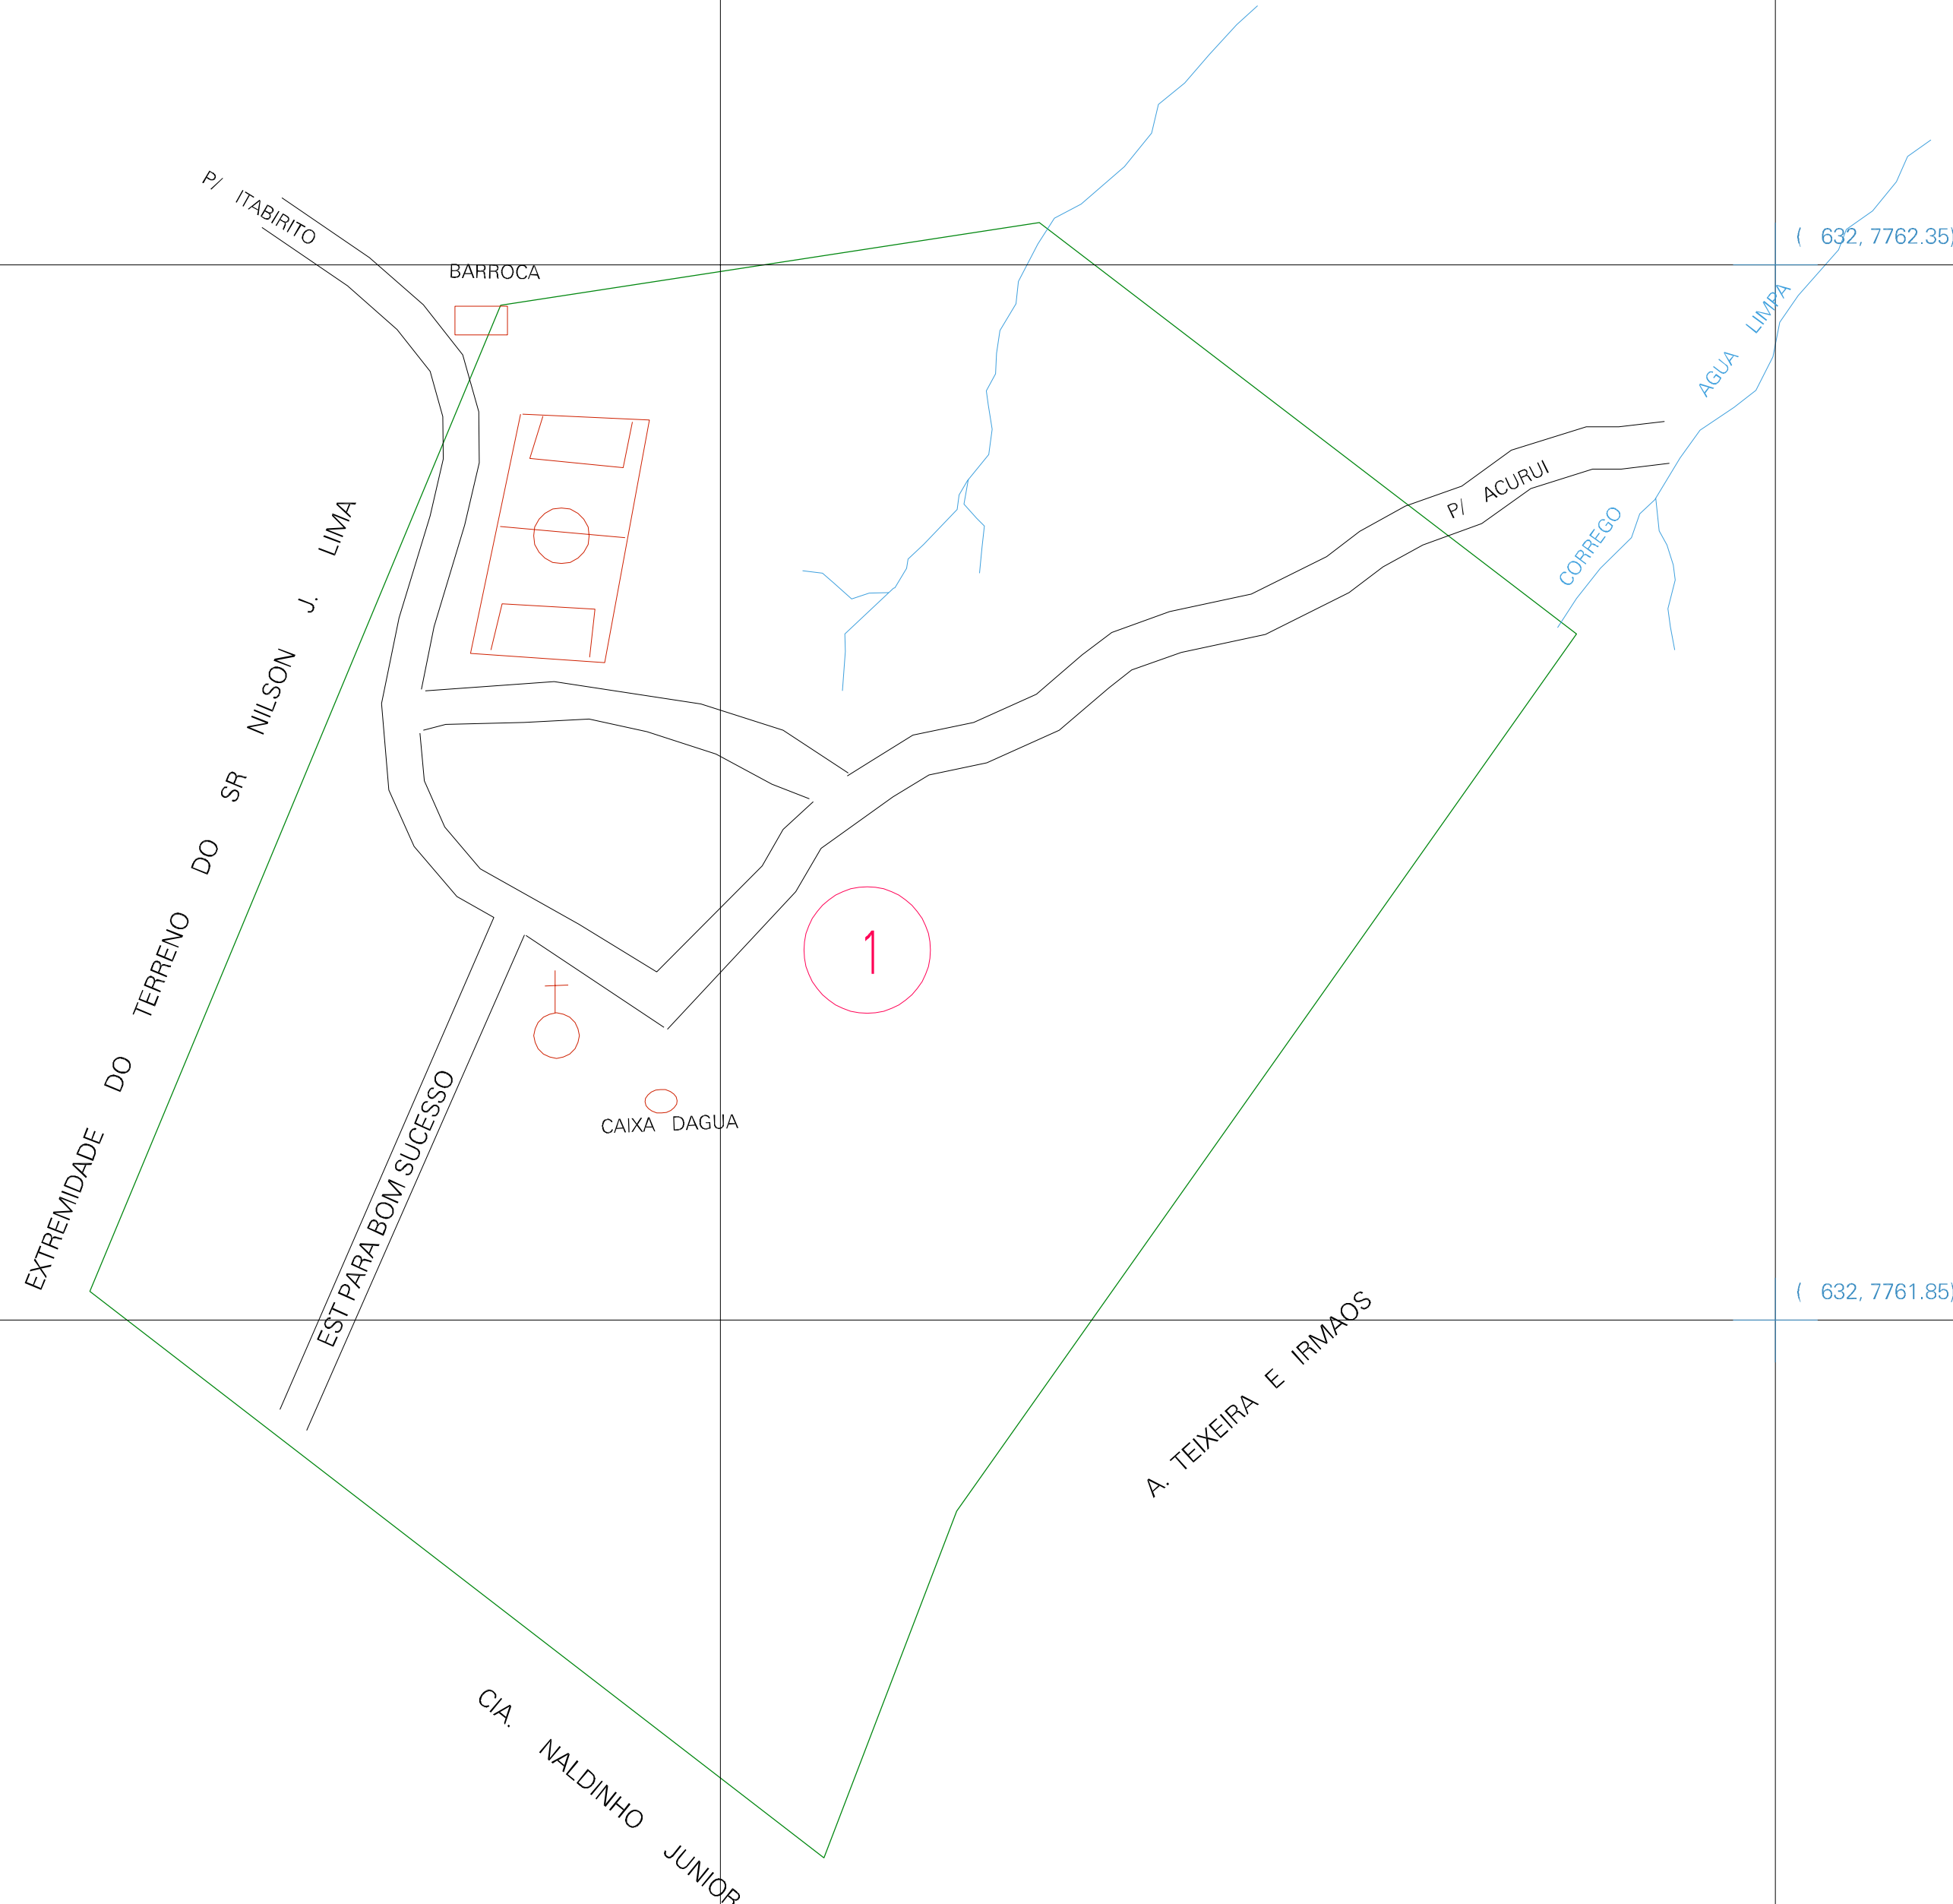 P/ ITABIRITO
BARROCA
( 632, 7762.35)
AGUA LIMPA
CORREGO
P/ ACURUI
EXTREMIDADE DO TERRENO DO SR NILSON J. LIMA
1
EST PARA BOM SUCESSO
CAIXA DAGUA
( 632, 7761.85)
A. TEIXEIRA E IRMAOS
CIA. NALDINHO JUNIOR